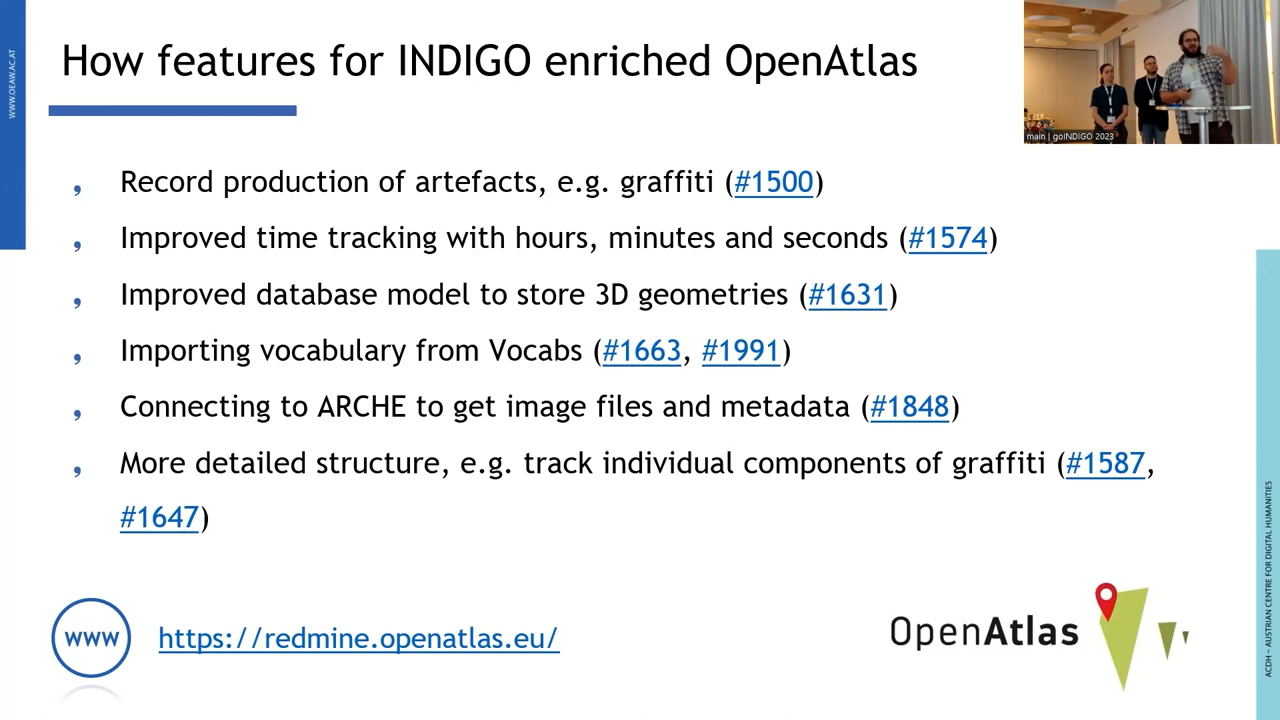 WWW.OEAW.AC.AT
How features for INDIGO enriched OpenAtlas
main | goINDIGO 2023
, Record production of artefacts, e.g. graffiti (#1500)
, Improved time tracking with hours, minutes and seconds (#1574)
, Improved database model to store 3D geometries (#1631)
, Importing vocabulary from Vocabs (#1663, #1991)
, Connecting to ARCHE to get image files and metadata (#1848)
, More detailed structure, e.g. track individual components of graffiti (#1587,
#1647)
www
https://redmine.openatlas.eu/
OpenAtlas
ACDH – AUSTRIAN CENTRE FOR DIGITAL HUMANITIES